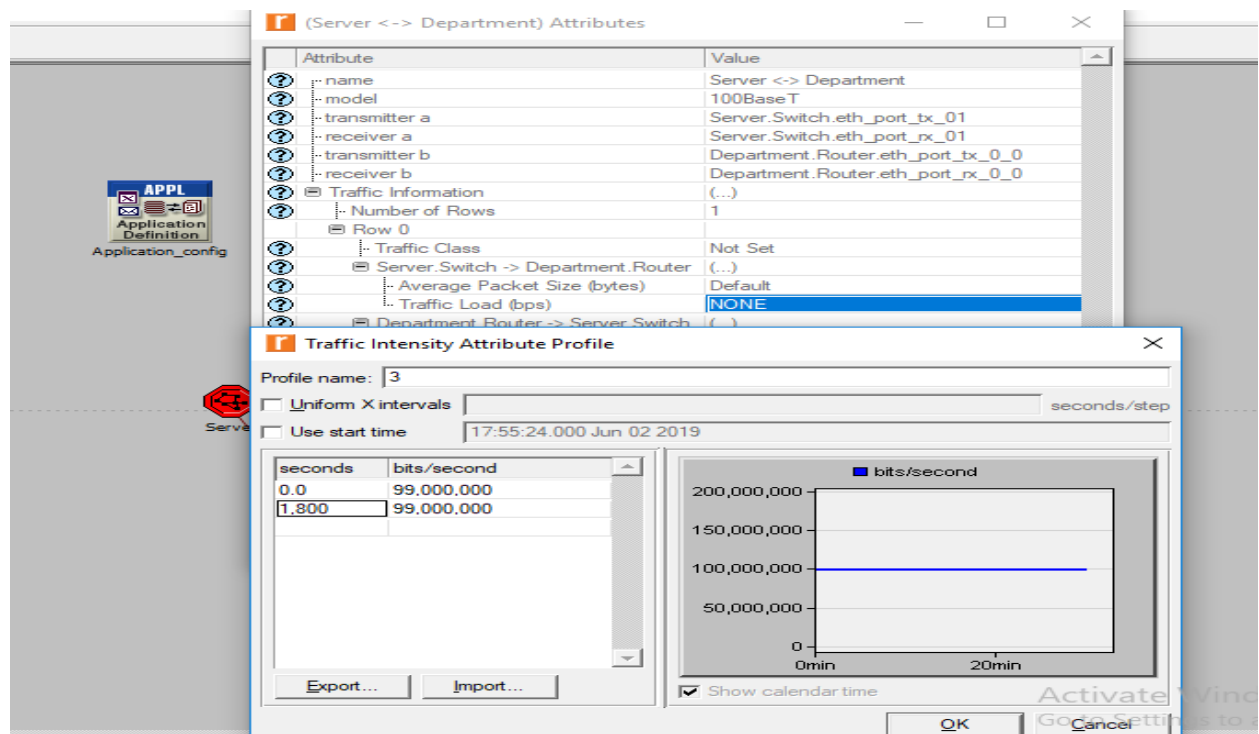 (Server <-> Department) Attributes
Attribute Value
name Server <-> Department
model 100BaseT
transmitter a Server.Switch.eth_port_tx_01
receiver a Server.Switch.eth_port_rx_01
transmitter b Department.Router.eth_port_tx_0_0
receiver b Department.Router.eth_port_rx_0_0
Traffic Information (...)
Number of Rows 1
Row 0
Traffic Class Not Set
Server.Switch -> Department.Router (...)
Average Packet Size (bytes) Default
Traffic Load (bps) NONE
Department.Router -> Server.Switch (...)
APPL
Application
Definition
Application_config
Serve
Traffic Intensity Attribute Profile
Profile name: 3
Uniform X intervals seconds/step
Use start time 17:55:24.000 Jun 02 2019
seconds bits/second
0.0 99,000,000
1,800 99,000,000
Export... Import...
bits/second
200,000,000
150,000,000
100,000,000
50,000,000
0
0min 20min
Show calendar time
OK Cancel
Activate Winc
Go to Settings to a